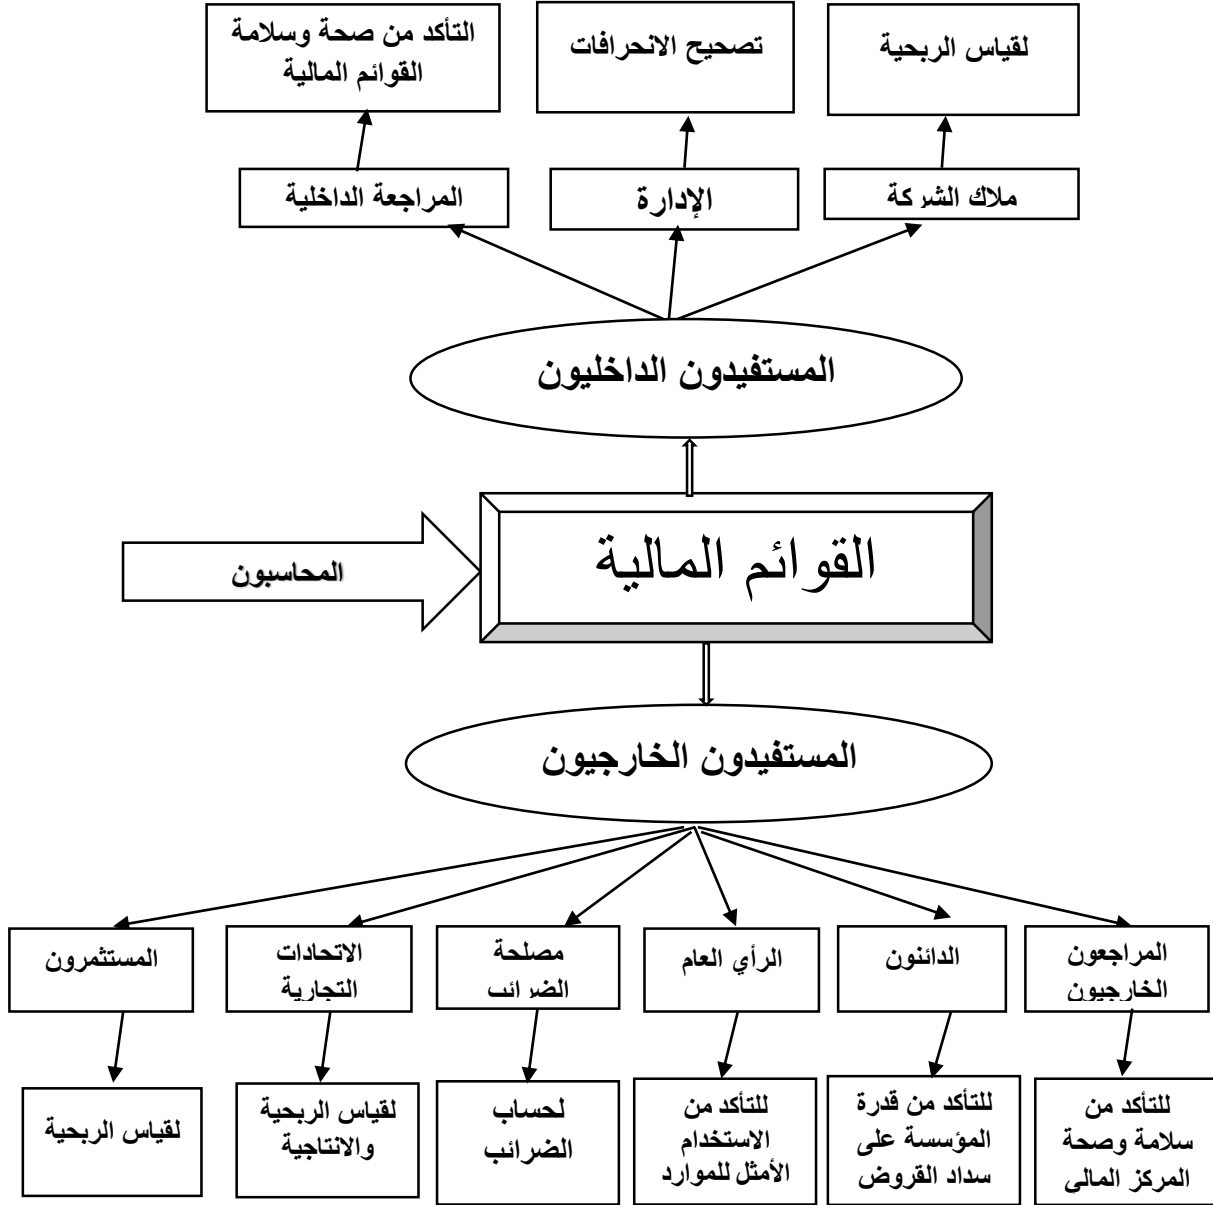 لقياس الربحية
تصحيح الانحرافات
التأكد من صحة وسلامة
القوائم المالية
ملاك الشركة
الإدارة
المراجعة الداخلية
المستفيدون الداخليون
القوائم المالية
المحاسبون
المستفيدون الخارجيون
المراجعون
الخارجيون
الدائنون
الرأي العام
مصلحة
الضرائب
الاتحادات
التجارية
المستثمرون
للتأكد من
سلامة وصحة
المركز المالي
للتأكد من قدرة
المؤسسة على
سداد القروض
للتأكد من
الاستخدام
الأمثل للموارد
لحساب
الضرائب
لقياس الربحية
والانتاجية
لقياس الربحية